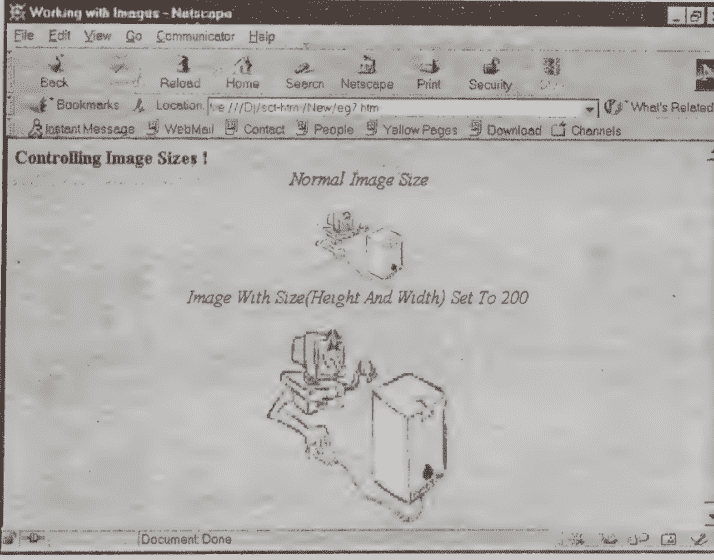 Working with Images - Netscape
File Edit View Go Communicator Help
Back Reload Home Search Netscape Print Security
Bookmarks Location: What's Related
Instant Message WebMail Contact People Yellow Pages Download Channels
Controlling Image Sizes !
Normal Image Size
Image With Size(Height And Width) Set To 200
Document Done